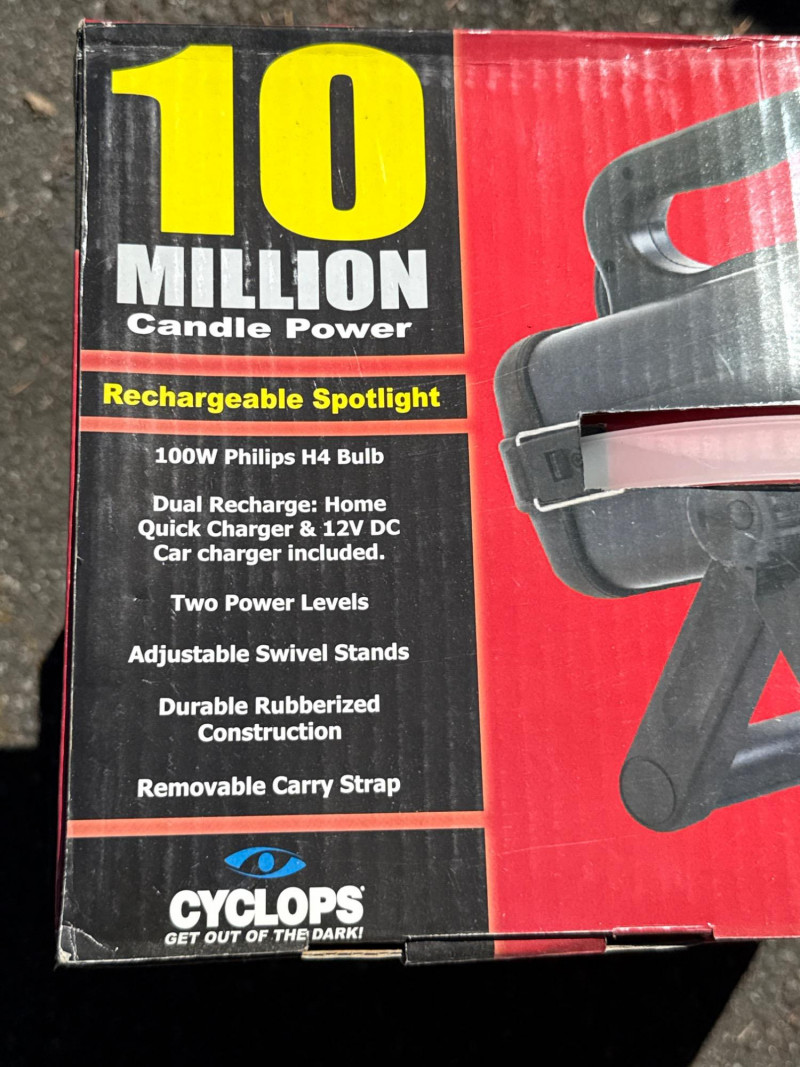 10
MILLION
Candle Power
Rechargeable Spotlight
100W Philips H4 Bulb
Dual Recharge: Home
Quick Charger & 12V DC
Car charger included.
Two Power Levels
Adjustable Swivel Stands
Durable Rubberized
Construction
Removable Carry Strap
CYCLOPS®
GET OUT OF THE DARK!